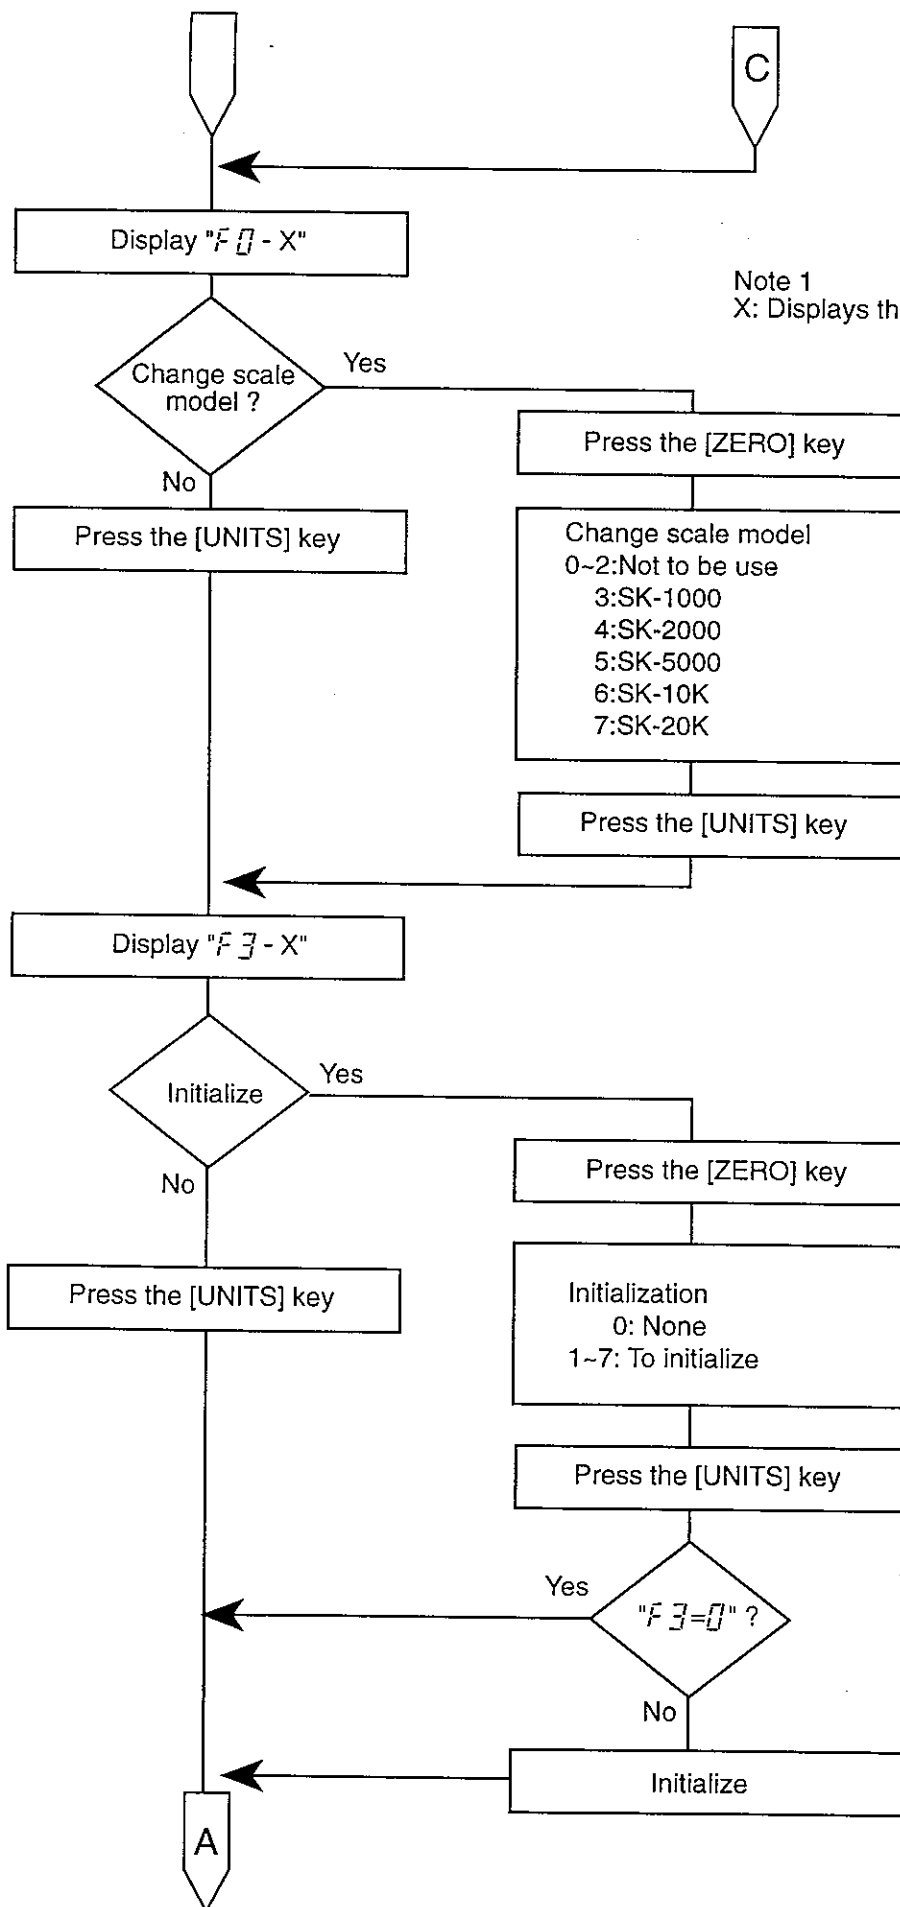 C
Display "F0 - X"
Note 1
X: Displays th
Change scale
model ?
Yes
No
Press the [ZERO] key
Press the [UNITS] key
Change scale model
0~2:Not to be use
3:SK-1000
4:SK-2000
5:SK-5000
6:SK-10K
7:SK-20K
Press the [UNITS] key
Display "F3 - X"
Initialize
Yes
No
Press the [ZERO] key
Press the [UNITS] key
Initialization
0: None
1~7: To initialize
Press the [UNITS] key
Yes
"F3=0" ?
No
Initialize
A